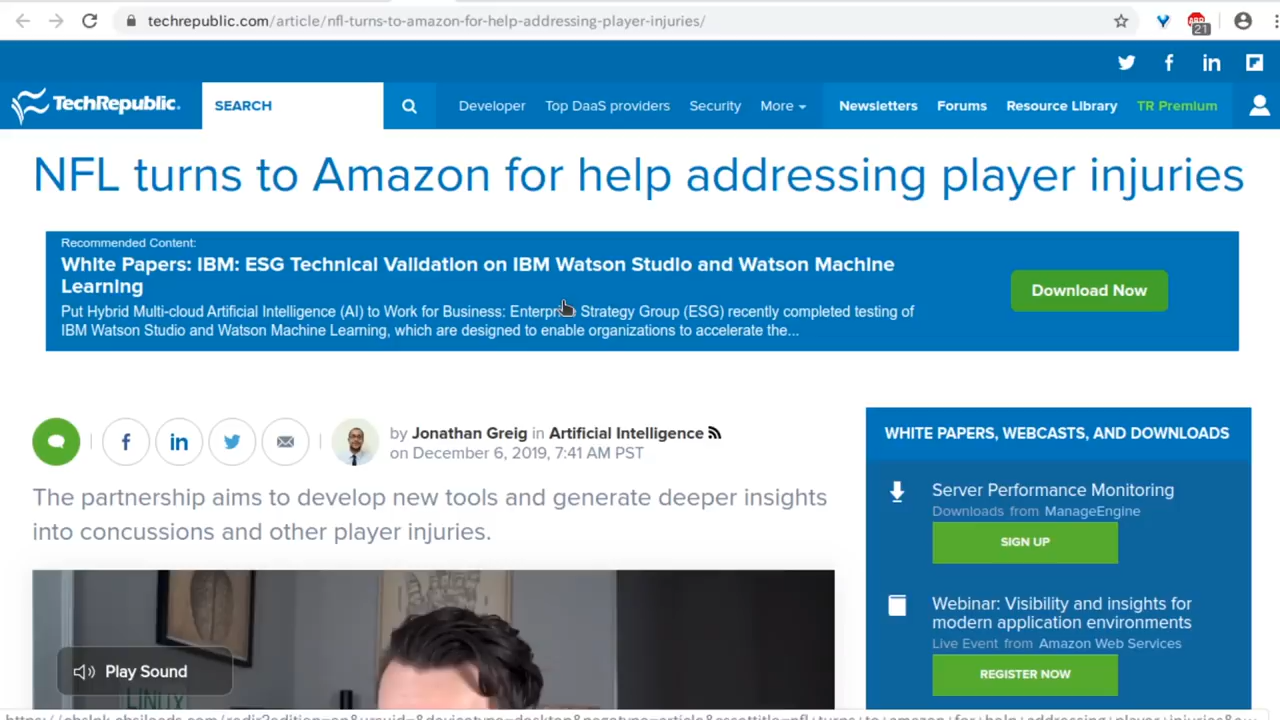 techrepublic.com/article/nfl-turns-to-amazon-for-help-addressing-player-injuries/
21
TechRepublic.
SEARCH
Developer
Top DaaS providers
Security
More
Newsletters
Forums
Resource Library
TR Premium
NFL turns to Amazon for help addressing player injuries
Recommended Content:
White Papers: IBM: ESG Technical Validation on IBM Watson Studio and Watson Machine
Learning
Put Hybrid Multi-cloud Artificial Intelligence (AI) to Work for Business: Enterprise Strategy Group (ESG) recently completed testing of
IBM Watson Studio and Watson Machine Learning, which are designed to enable organizations to accelerate the...
Download Now
by Jonathan Greig in Artificial Intelligence
on December 6, 2019, 7:41 AM PST
The partnership aims to develop new tools and generate deeper insights
into concussions and other player injuries.
Play Sound
LINUX
WHITE PAPERS, WEBCASTS, AND DOWNLOADS
Server Performance Monitoring
Downloads from ManageEngine
SIGN UP
Webinar: Visibility and insights for
modern application environments
Live Event from Amazon Web Services
REGISTER NOW